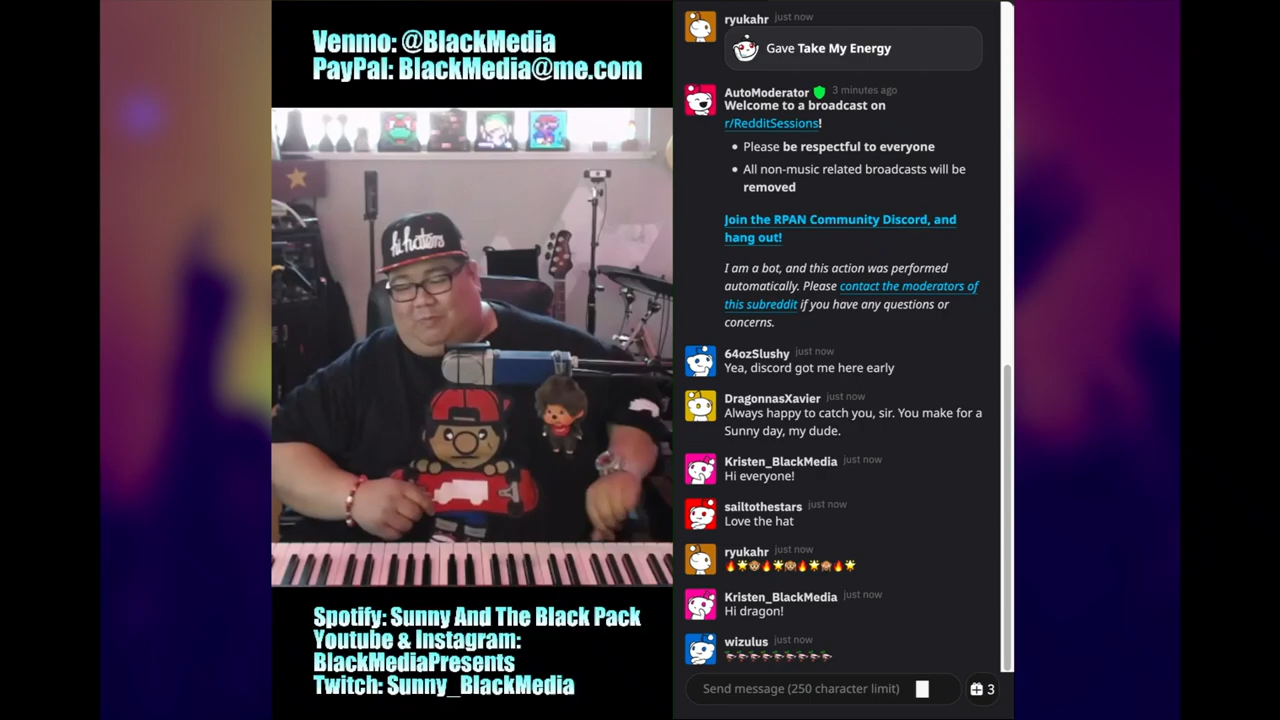 Venmo: @BlackMedia
PayPal: BlackMedia@me.com
hi haters
Spotify: Sunny And The Black Pack
Youtube & Instagram:
BlackMediaPresents
Twitch: Sunny_BlackMedia
ryukahr just now
Gave Take My Energy
AutoModerator 3 minutes ago
Welcome to a broadcast on
r/RedditSessions!
• Please be respectful to everyone
• All non-music related broadcasts will be
removed
Join the RPAN Community Discord, and
hang out!
I am a bot, and this action was performed
automatically. Please contact the moderators of
this subreddit if you have any questions or
concerns.
64ozSlushy just now
Yea, discord got me here early
DragonnasXavier just now
Always happy to catch you, sir. You make for a
Sunny day, my dude.
Kristen_BlackMedia just now
Hi everyone!
sailtothestars just now
Love the hat
ryukahr just now
Kristen_BlackMedia just now
Hi dragon!
wizulus just now
Send message (250 character limit)
3